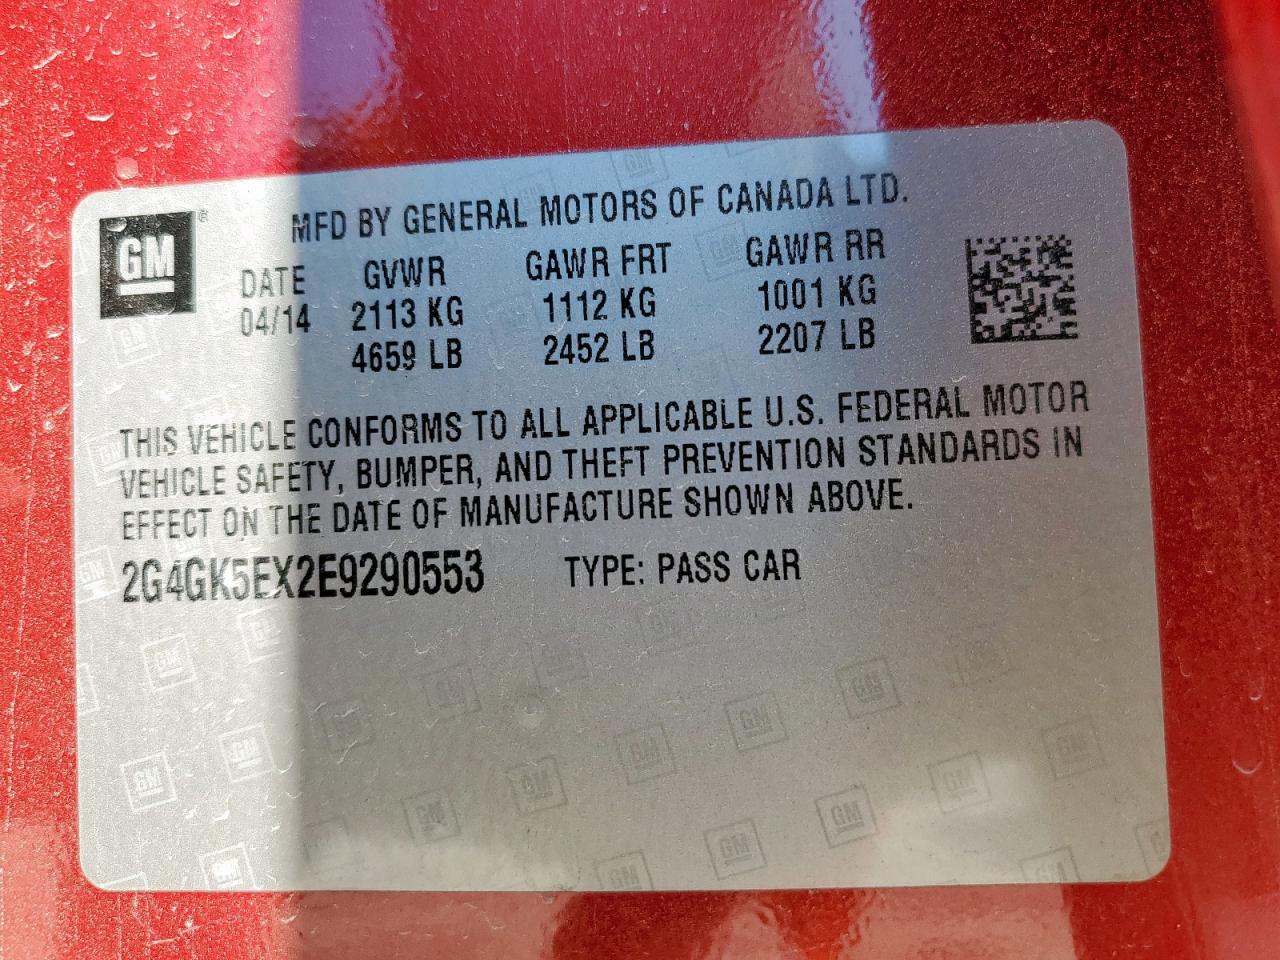 MFD BY GENERAL MOTORS OF CANADA LTD.
GM ®
DATE GVWR GAWR FRT GAWR RR
04/14 2113 KG 1112 KG 1001 KG
4659 LB 2452 LB 2207 LB
THIS VEHICLE CONFORMS TO ALL APPLICABLE U.S. FEDERAL MOTOR
VEHICLE SAFETY, BUMPER, AND THEFT PREVENTION STANDARDS IN
EFFECT ON THE DATE OF MANUFACTURE SHOWN ABOVE.
2G4GK5EX2E9290553 TYPE: PASS CAR